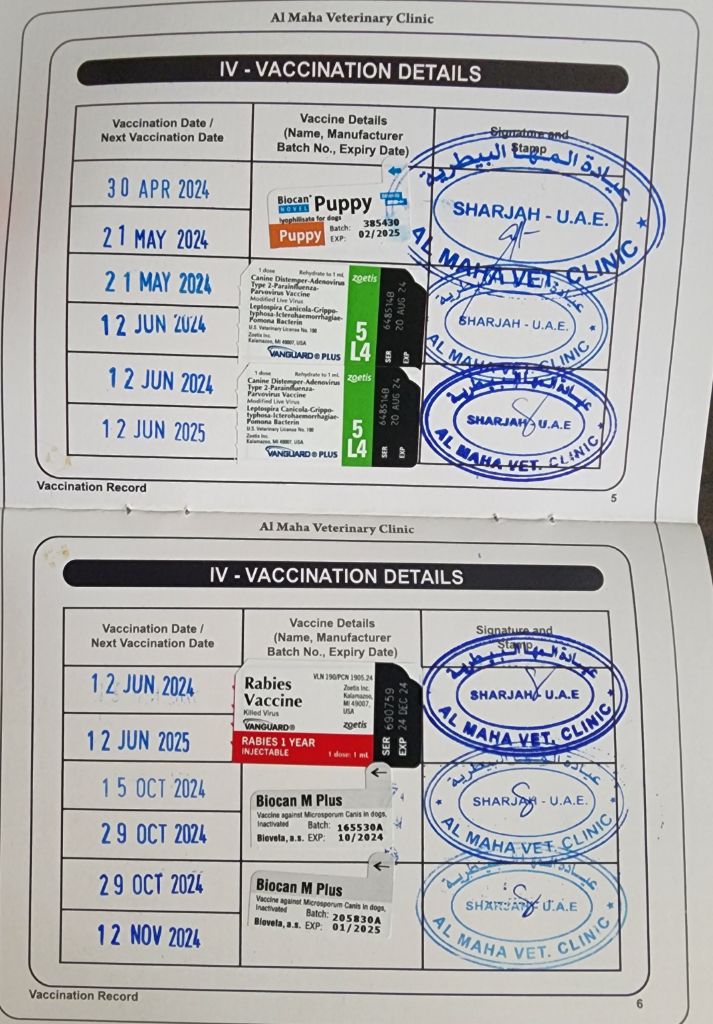 Al Maha Veterinary Clinic
IV - VACCINATION DETAILS
Vaccination Date /
Next Vaccination Date
Vaccine Details
(Name, Manufacturer
Batch No., Expiry Date)
Signature and
Stamp
30 APR 2024
21 MAY 2024
Biocan Puppy
NOVEL
lyophilisate for dogs
Puppy
Batch: 385430
EXP: 02/2025
عيادة المها البيطرية
SHARJAH - U.A.E.
AL MAHA VET. CLINIC
21 MAY 2024
12 JUN 2024
1 dose Rehydrate to 1 mL
Canine Distemper-Adenovirus
Type 2-Parainfluenza-
Parvovirus Vaccine
Modified Live Virus
Leptospira Canicola-Grippo-
typhosa-Icterohaemorrhagiae-
Pomona Bacterin
U.S. Veterinary License No. 190
Zoetis Inc.
Kalamazoo, MI 49007, USA
VANGUARD® PLUS
zoetis
5
L4
SER 648514B
EXP 20 AUG 24
SHARJAH - U.A.E.
AL MAHA VET. CLINIC
12 JUN 2024
12 JUN 2025
1 dose Rehydrate to 1 mL
Canine Distemper-Adenovirus
Type 2-Parainfluenza-
Parvovirus Vaccine
Modified Live Virus
Leptospira Canicola-Grippo-
typhosa-Icterohaemorrhagiae-
Pomona Bacterin
U.S. Veterinary License No. 190
Zoetis Inc.
Kalamazoo, MI 49007, USA
VANGUARD® PLUS
zoetis
5
L4
SER 648514B
EXP 20 AUG 24
SHARJAH - U.A.E
AL MAHA VET. CLINIC
Vaccination Record
5
Al Maha Veterinary Clinic
IV - VACCINATION DETAILS
Vaccination Date /
Next Vaccination Date
Vaccine Details
(Name, Manufacturer
Batch No., Expiry Date)
Signature and
Stamp
12 JUN 2024
12 JUN 2025
VLN 190/PCN 1905.24
Rabies
Vaccine
Killed Virus
Zoetis Inc.
Kalamazoo,
MI 49007,
USA
VANGUARD®
zoetis
RABIES 1 YEAR
INJECTABLE
1 dose: 1 mL
SER 690759
EXP 24 DEC 24
عيادة المها البيطرية
SHARJAH - U.A.E
AL MAHA VET. CLINIC
15 OCT 2024
29 OCT 2024
Biocan M Plus
Vaccine against Microsporum Canis in dogs,
Inactivated Batch: 165530A
Bioveta, a.s. EXP: 10/2024
عيادة المها البيطرية
SHARJAH - U.A.E.
AL MAHA VET. CLINIC
29 OCT 2024
12 NOV 2024
Biocan M Plus
Vaccine against Microsporum Canis in dogs,
Inactivated Batch: 205830A
Bioveta, a.s. EXP: 01/2025
عيادة المها البيطرية
SHARJAH - U.A.E
AL MAHA VET. CLINIC
Vaccination Record
6